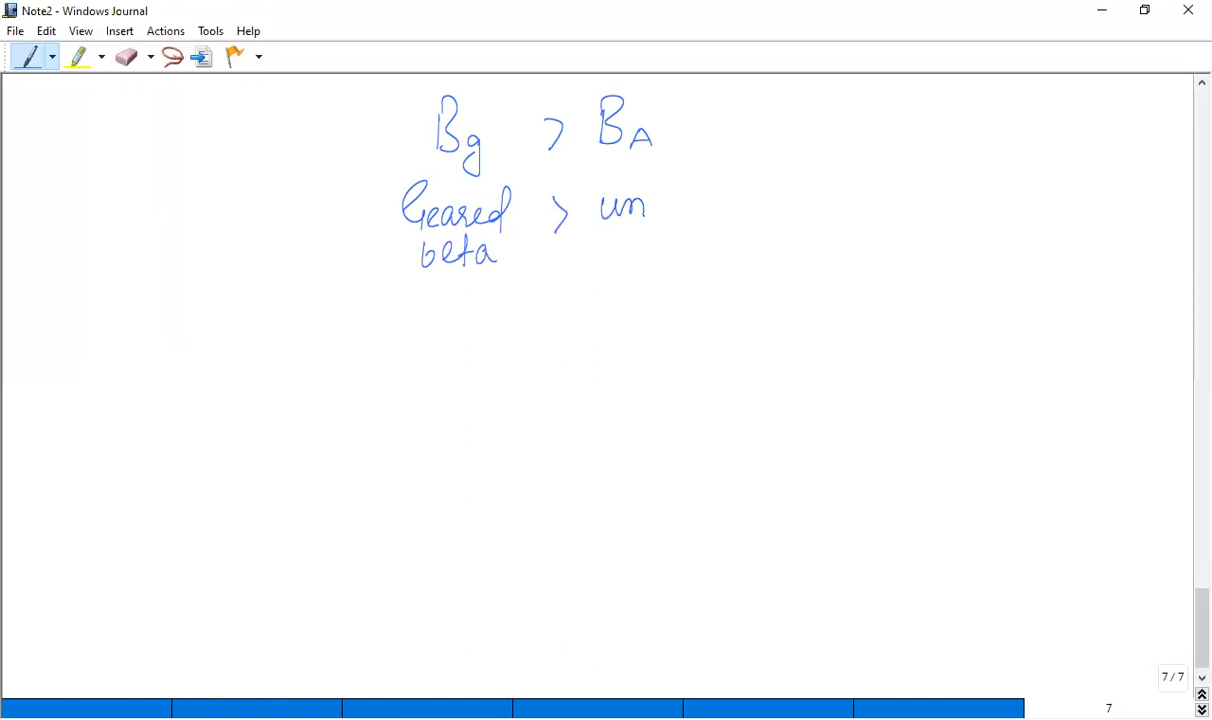 Note2 - Windows Journal
File Edit View Insert Actions Tools Help
Bg > BA
Geared > un
beta
7 / 7
7